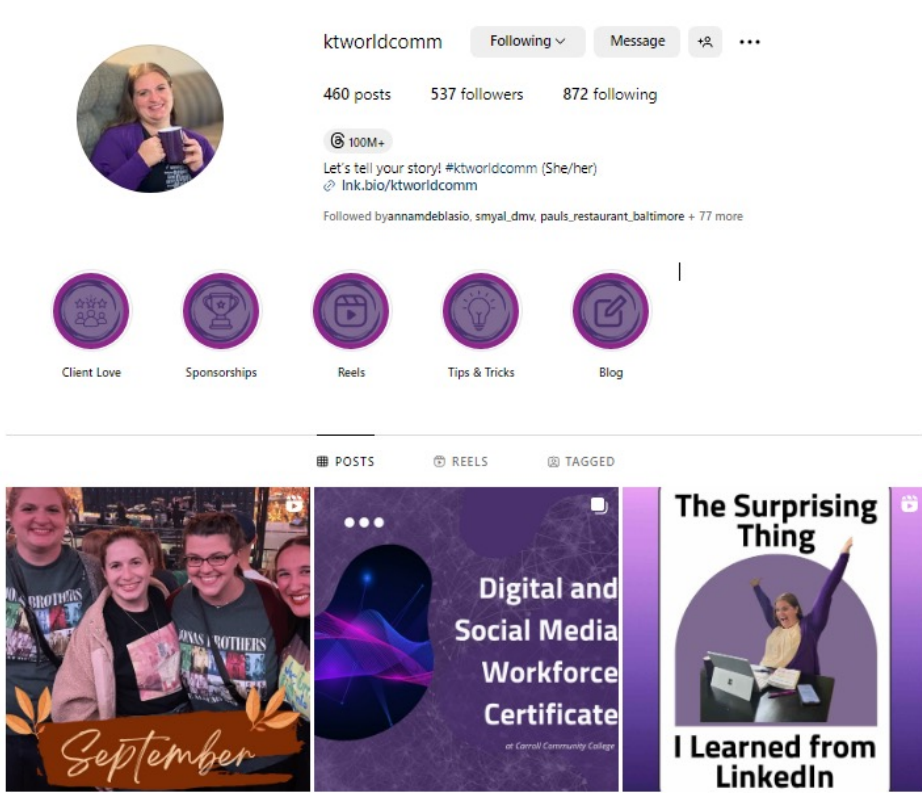 ktworldcomm Following Message
460 posts 537 followers 872 following
100M+
Let's tell your story! #ktworldcomm (She/her)
lnk.bio/ktworldcomm
Followed byannamdeblasio, smyal_dmv, pauls_restaurant_baltimore + 77 more
Client Love Sponsorships Reels Tips & Tricks Blog
POSTS REELS TAGGED
JONAS BROTHERS
September
Digital and
Social Media
Workforce
Certificate
at Carroll Community College
The Surprising
Thing
I Learned from
LinkedIn